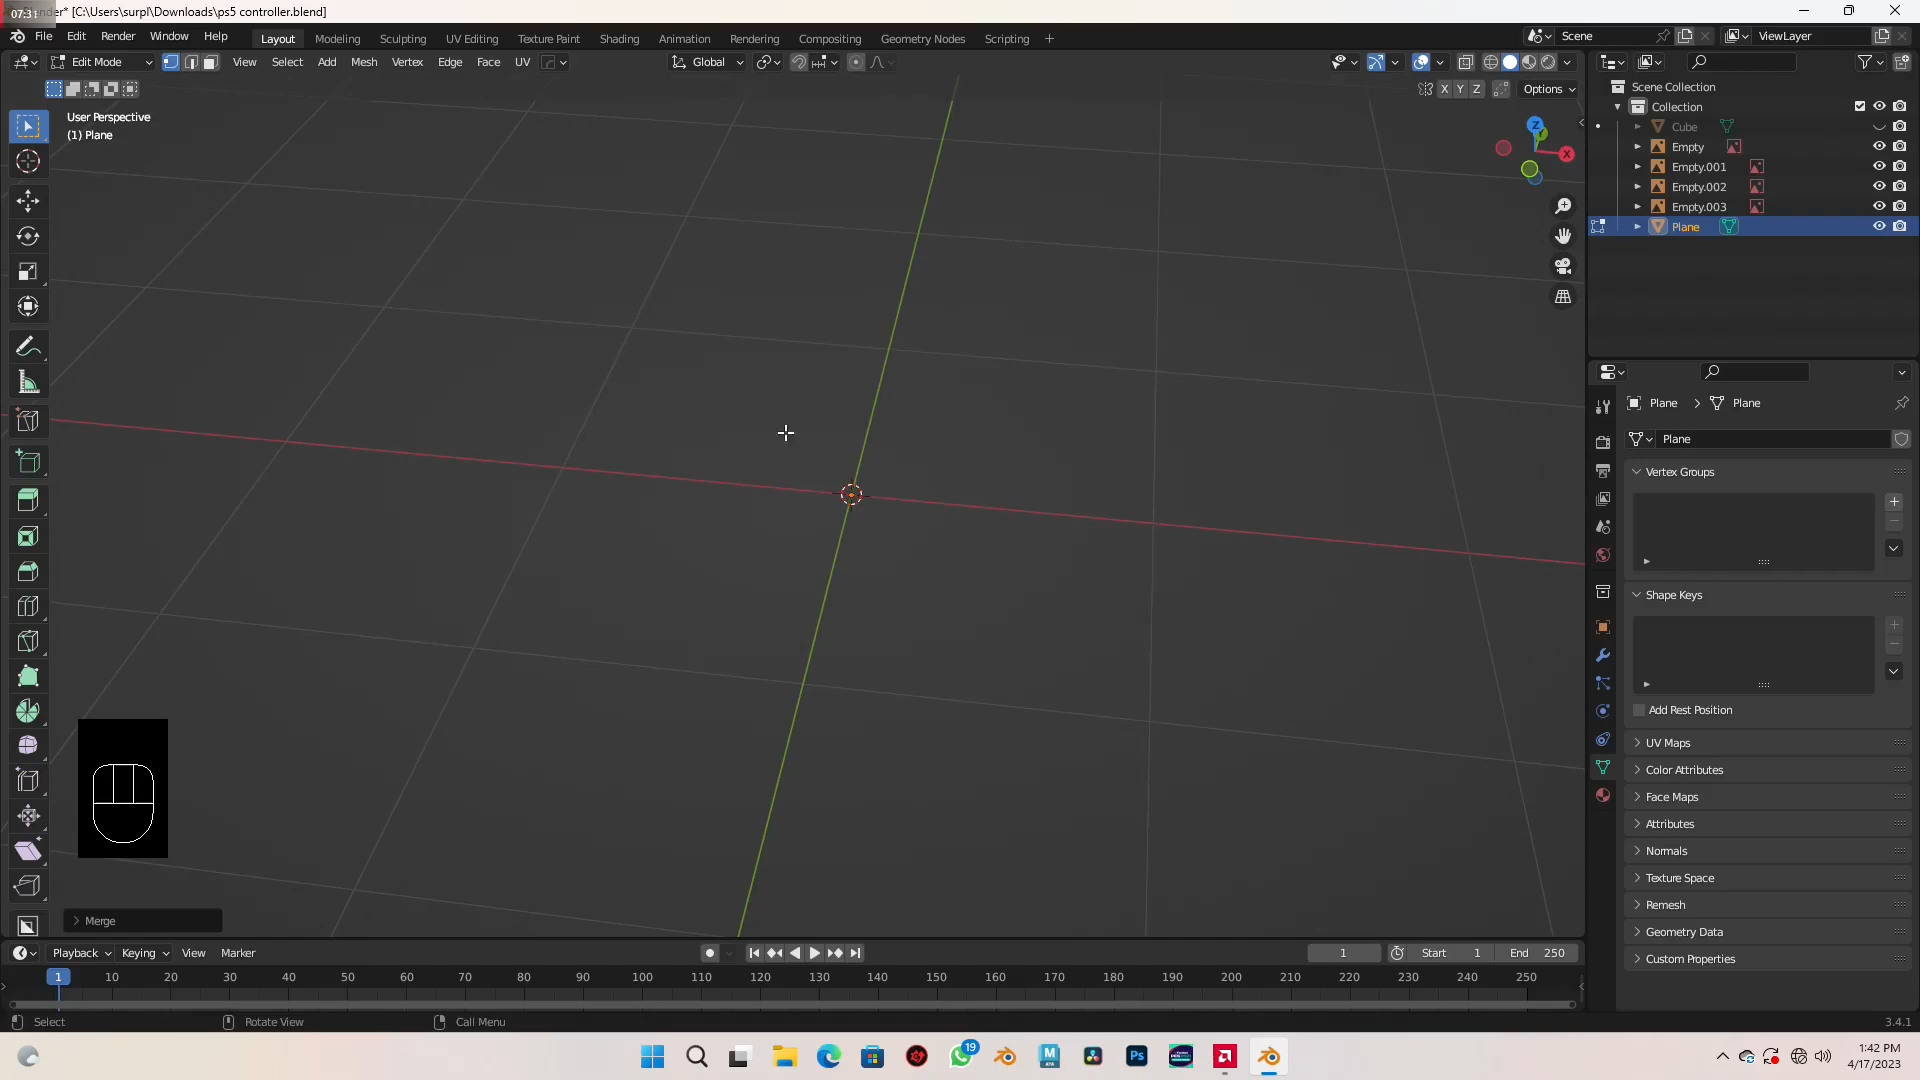 07:31
der* [C:\Users\surpl\Downloads\ps5 controller.blend]
File Edit Render Window Help Layout Modeling Sculpting UV Editing Texture Paint Shading Animation Rendering Compositing Geometry Nodes Scripting + Scene ViewLayer
Edit Mode View Select Add Mesh Vertex Edge Face UV Global
X Y Z Options
User Perspective
(1) Plane
Z
X
Scene Collection
Collection
Cube
Empty
Empty.001
Empty.002
Empty.003
Plane
Plane > Plane
Plane
Vertex Groups
Shape Keys
Add Rest Position
UV Maps
Color Attributes
Face Maps
Attributes
Normals
Texture Space
Remesh
Geometry Data
Custom Properties
Merge
Playback Keying View Marker 1 Start 1 End 250
1 10 20 30 40 50 60 70 80 90 100 110 120 130 140 150 160 170 180 190 200 210 220 230 240 250
Select Rotate View Call Menu 3.4.1
19
M
Ps
1:42 PM
4/17/2023